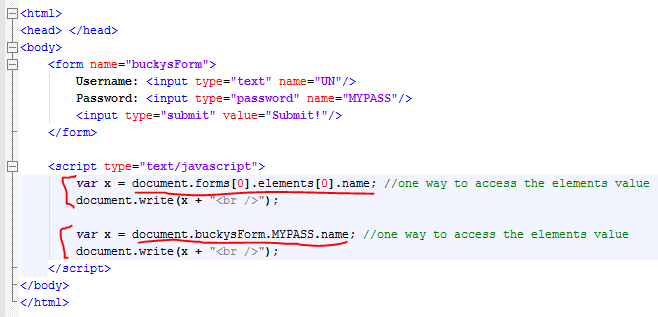 <html>
<head> </head>
<body>
<form name="buckysForm">
Username: <input type="text" name="UN"/>
Password: <input type="password" name="MYPASS"/>
<input type="submit" value="Submit!"/>
</form>
<script type="text/javascript">
var x = document.forms[0].elements[0].name; //one way to access the elements value
document.write(x + "<br />");
var x = document.buckysForm.MYPASS.name; //one way to access the elements value
document.write(x + "<br />");
</script>
</body>
</html>